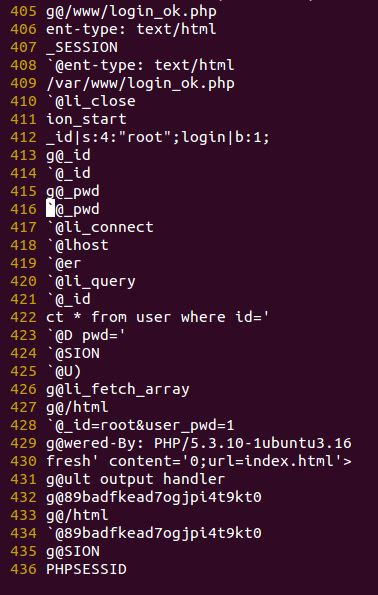 405 g@/www/login_ok.php
406 ent-type: text/html
407 _SESSION
408 `@ent-type: text/html
409 /var/www/login_ok.php
410 `@li_close
411 ion_start
412 _id|s:4:"root";login|b:1;
413 g@_id
414 `@_id
415 g@_pwd
416 `@_pwd
417 `@li_connect
418 `@lhost
419 `@er
420 `@li_query
421 `@_id
422 ct * from user where id='
423 `@D pwd='
424 `@SION
425 `@U)
426 g@li_fetch_array
427 g@/html
428 `@_id=root&user_pwd=1
429 g@wered-By: PHP/5.3.10-1ubuntu3.16
430 fresh' content='0;url=index.html'>
431 g@ult output handler
432 g@89badfkead7ogjpi4t9kt0
433 g@/html
434 `@89badfkead7ogjpi4t9kt0
435 g@SION
436 PHPSESSID